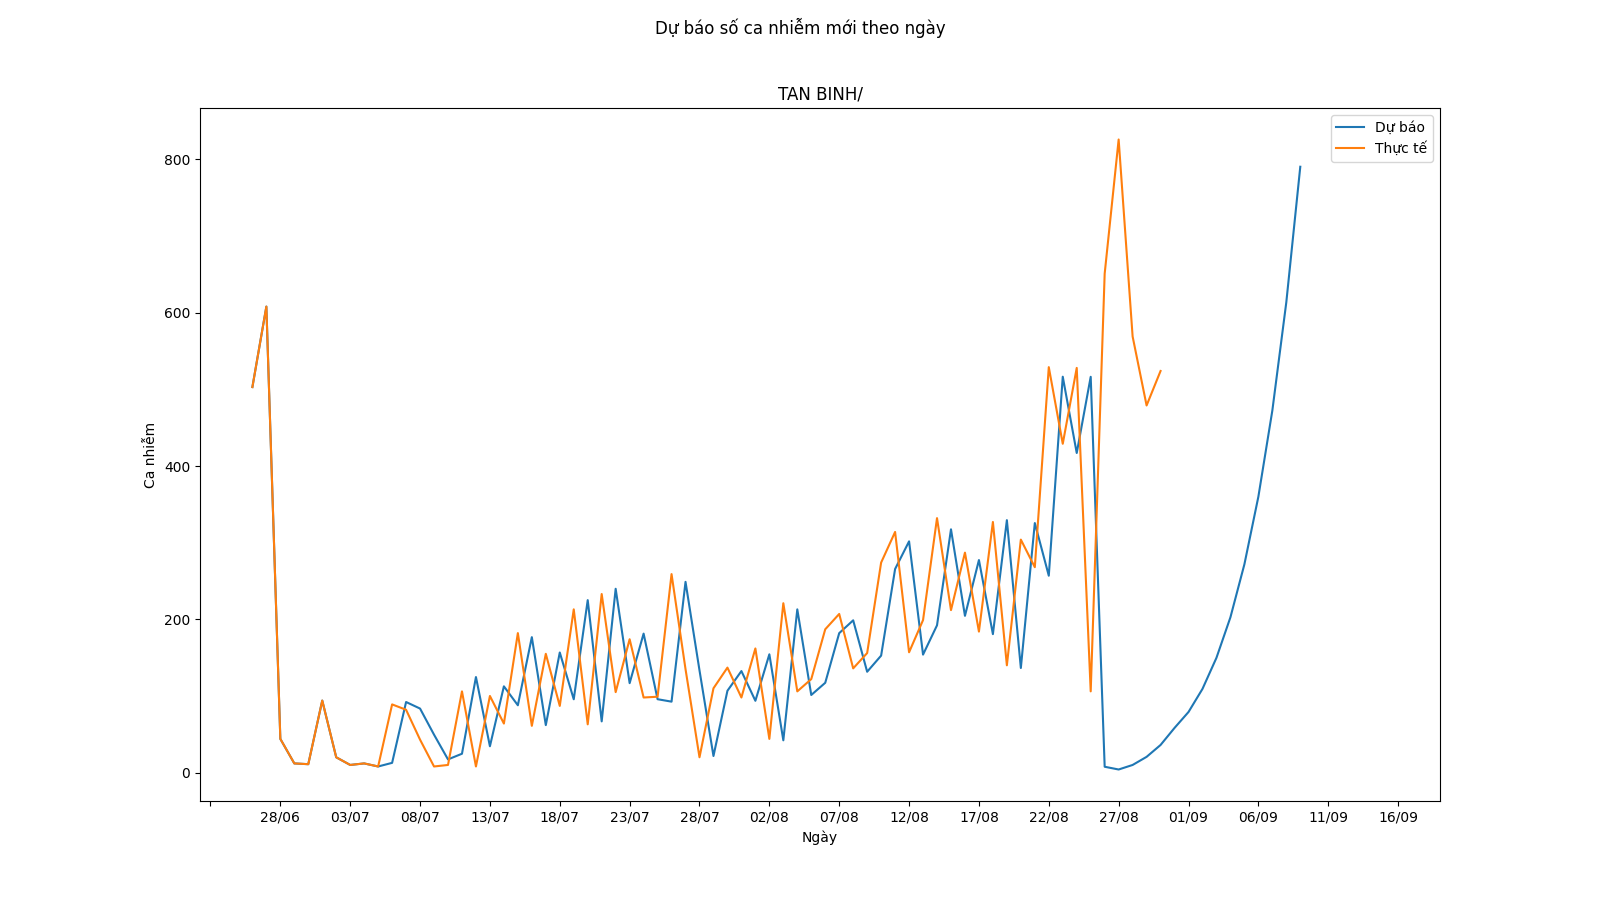 Dự báo số ca nhiễm mới theo ngày
TAN BINH/
Dự báo
Thực tế
800
600
400
200
0
Ca nhiễm
28/06 03/07 08/07 13/07 18/07 23/07 28/07 02/08 07/08 12/08 17/08 22/08 27/08 01/09 06/09 11/09 16/09
Ngày